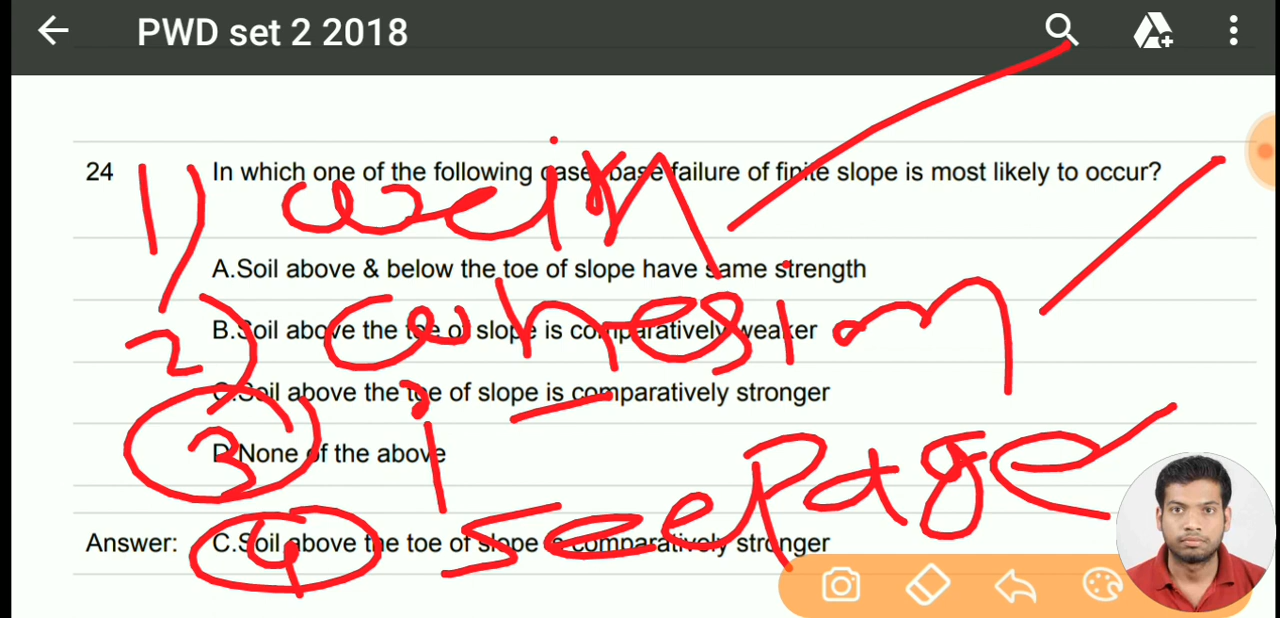 PWD set 2 2018
24 In which one of the following case, base failure of finite slope is most likely to occur?
1)
A.Soil above & below the toe of slope have same strength
B.Soil above the toe of slope is comparatively weaker
2) cohesion
C.Soil above the toe of slope is comparatively stronger
D.None of the above
3) i
Answer: C.Soil above the toe of slope is comparatively stronger
4 seepage